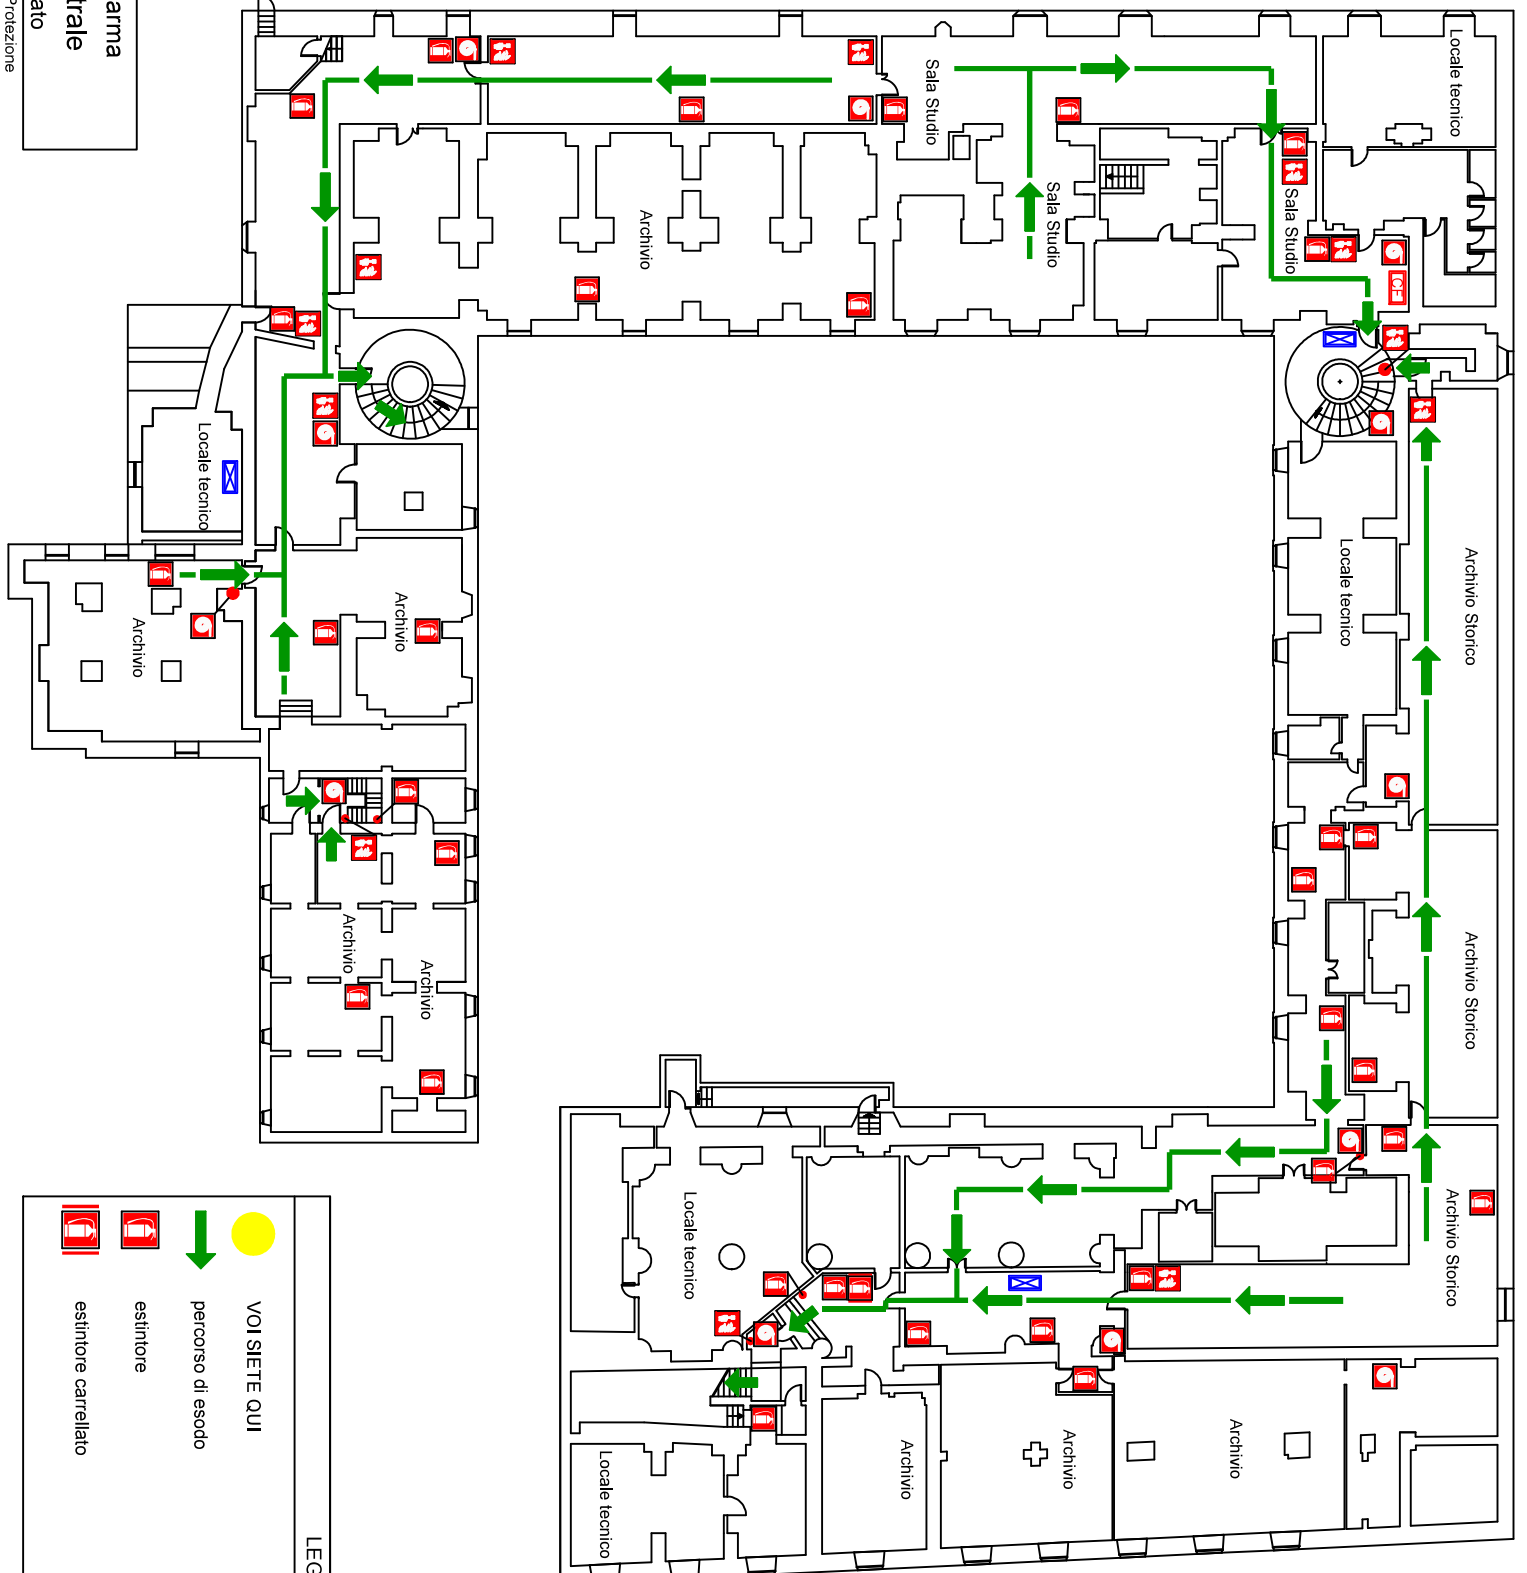 arma
trale
ato
Protezione
Locale tecnico
Sala Studio
Sala Studio
Sala Studio
Archivio
Locale tecnico
Archivio
Archivio
Archivio
Archivio
Locale tecnico
Archivio Storico
Archivio Storico
Archivio Storico
Locale tecnico
Archivio
Archivio
Archivio
Locale tecnico
ICF
LEG
VOI SIETE QUI
percorso di esodo
estintore
estintore carrellato